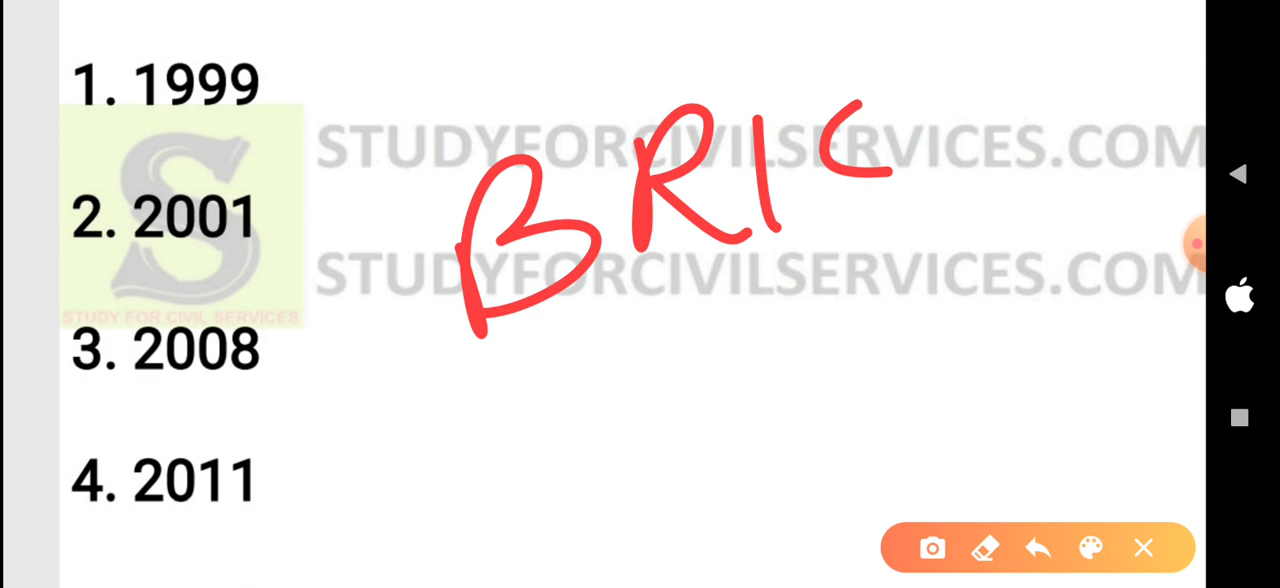 1. 1999
STUDYFORCIVILSERVICES.COM
BRIC
2. 2001
STUDYFORCIVILSERVICES.COM
S
STUDY FOR CIVIL SERVICES
3. 2008
4. 2011